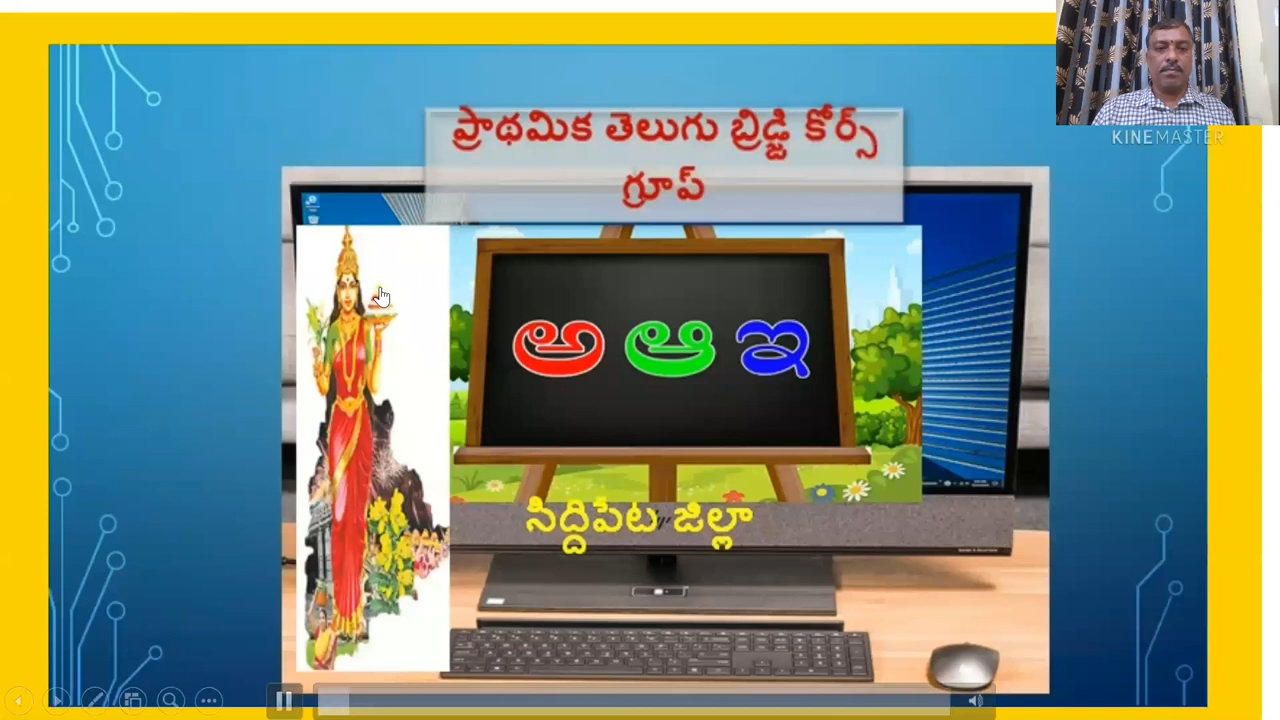 KINEMASTER
ప్రాథమిక తెలుగు బ్రిడ్జి కోర్స్
గ్రూప్
అ ఆ ఇ
సిద్దిపేట జిల్లా